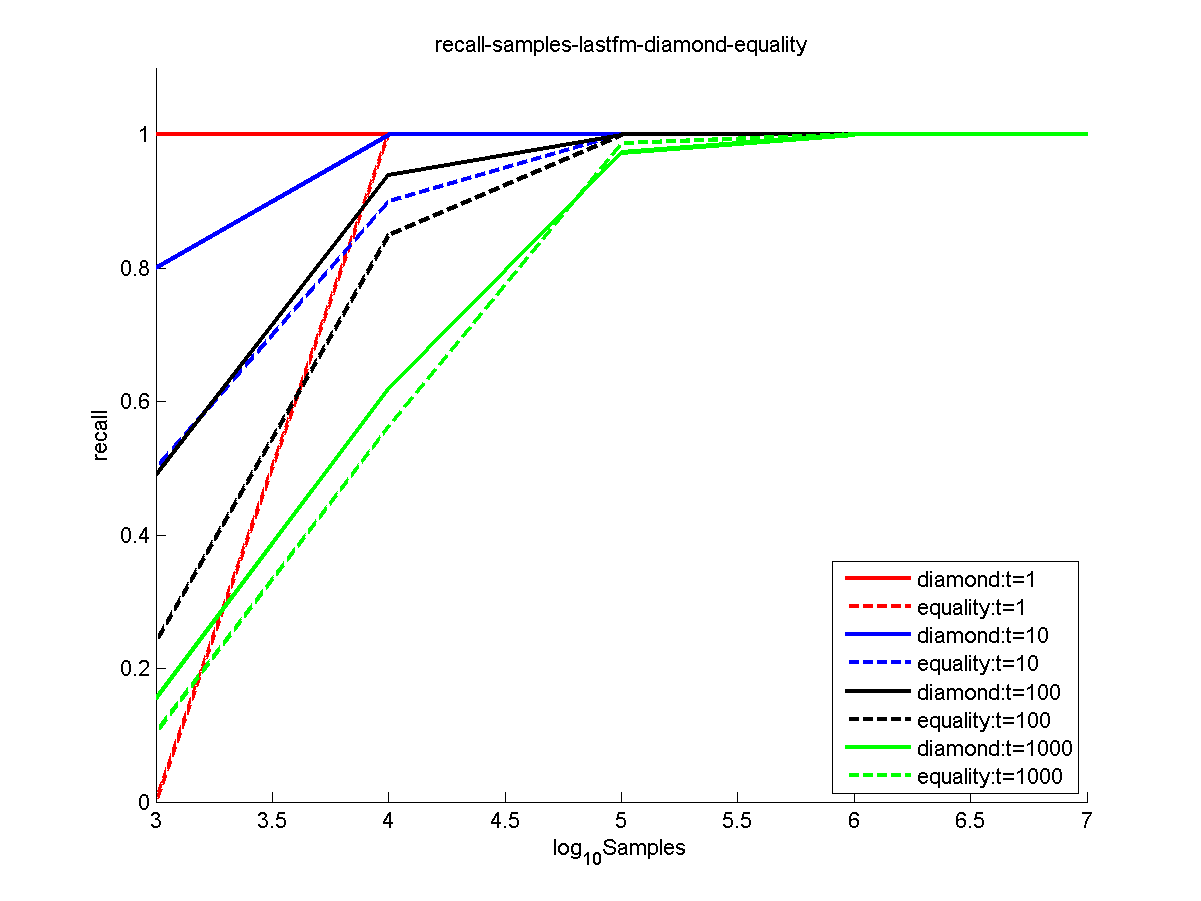 recall-samples-lastfm-diamond-equality
1
0.8
0.6
0.4
0.2
0
recall
diamond:t=1
equality:t=1
diamond:t=10
equality:t=10
diamond:t=100
equality:t=100
diamond:t=1000
equality:t=1000
3 3.5 4 4.5 5 5.5 6 6.5 7
log10Samples